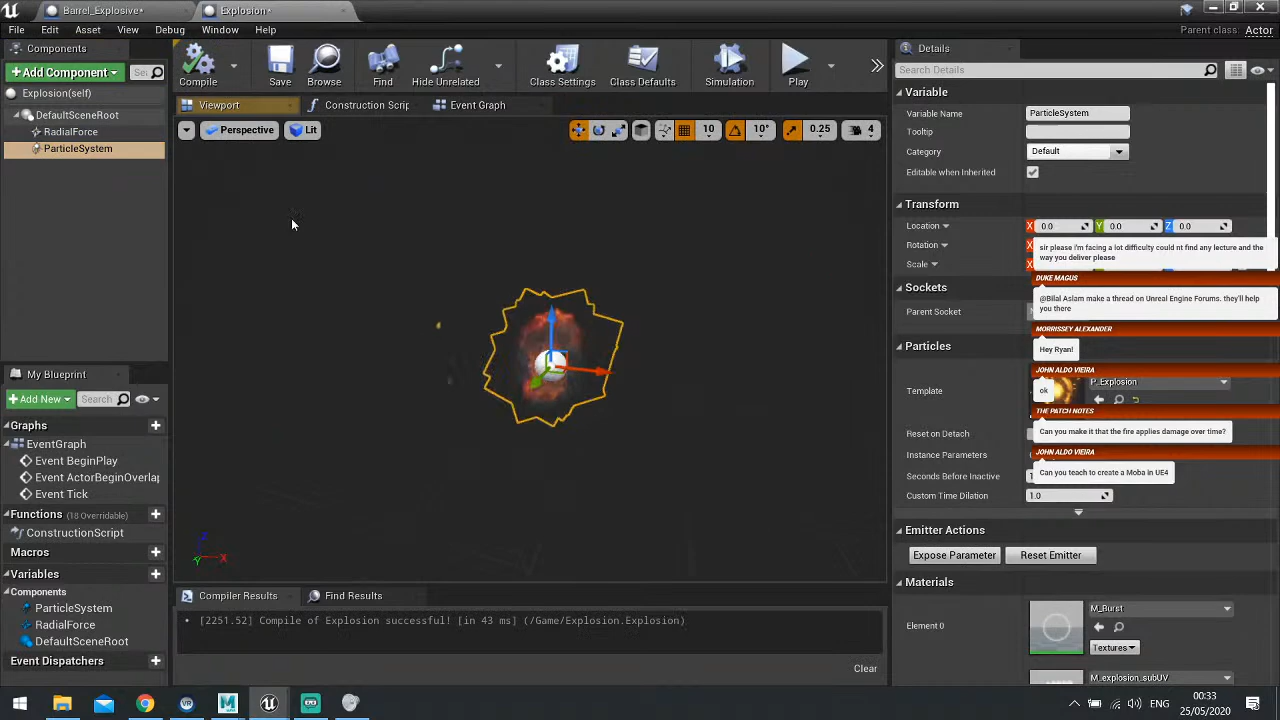 Barrel_Explosive*
Explosion*
File
Edit
Asset
View
Debug
Window
Help
Parent class: Actor
Components
+ Add Component
Explosion(self)
DefaultSceneRoot
RadialForce
ParticleSystem
Compile
Save
Browse
Find
Hide Unrelated
Class Settings
Class Defaults
Simulation
Play
Viewport
Construction Scrip
Event Graph
Perspective
Lit
10
10°
0.25
4
My Blueprint
+ Add New
Search
Graphs
EventGraph
Event BeginPlay
Event ActorBeginOverlap
Event Tick
Functions (18 Overridable)
ConstructionScript
Macros
Variables
Components
ParticleSystem
RadialForce
DefaultSceneRoot
Event Dispatchers
Z
X
Y
Compiler Results
Find Results
[2251.52] Compile of Explosion successful! [in 43 ms] (/Game/Explosion.Explosion)
Clear
Details
Search Details
Variable
Variable Name
ParticleSystem
Tooltip
Category
Default
Editable when Inherited
Transform
Location
X 0.0
Y 0.0
Z 0.0
Rotation
Scale
sir please i'm facing a lot difficulty could nt find any lecture and the
way you deliver please
DUKE MAGUS
Sockets
@Bilal Aslam make a thread on Unreal Engine Forums. they'll help
you there
Parent Socket
MORRISSEY ALEXANDER
Particles
Hey Ryan!
JOHN ALDO VIEIRA
Template
ok
P_Explosion
THE PATCH NOTES
Reset on Detach
Can you make it that the fire applies damage over time?
Instance Parameters
JOHN ALDO VIEIRA
Seconds Before Inactive
Can you teach to create a Moba in UE4
Custom Time Dilation
1.0
Emitter Actions
Expose Parameter
Reset Emitter
Materials
Element 0
M_Burst
Textures
M_explosion_subUV
ENG
00:33
25/05/2020